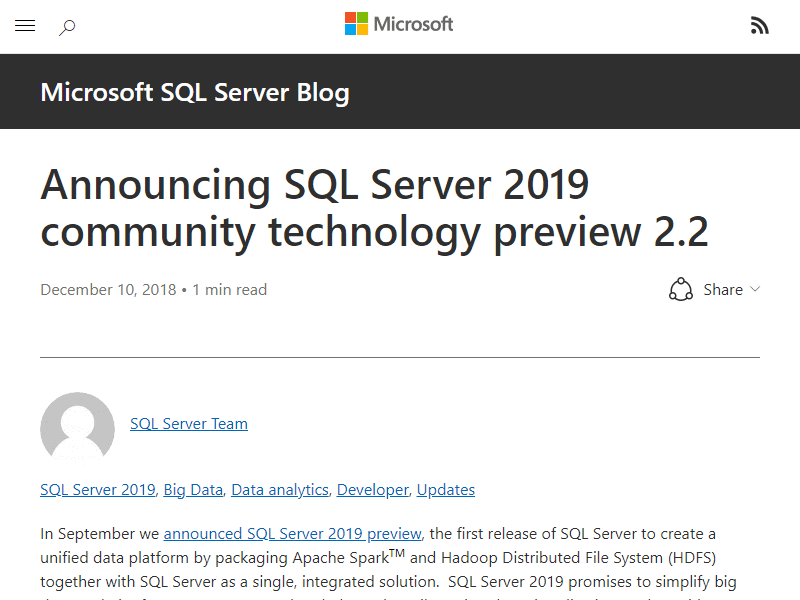 Microsoft
Microsoft SQL Server Blog
Announcing SQL Server 2019
community technology preview 2.2
December 10, 2018 • 1 min read
Share
SQL Server Team
SQL Server 2019, Big Data, Data analytics, Developer, Updates
In September we announced SQL Server 2019 preview, the first release of SQL Server to create a
unified data platform by packaging Apache Spark™ and Hadoop Distributed File System (HDFS)
together with SQL Server as a single, integrated solution.  SQL Server 2019 promises to simplify big